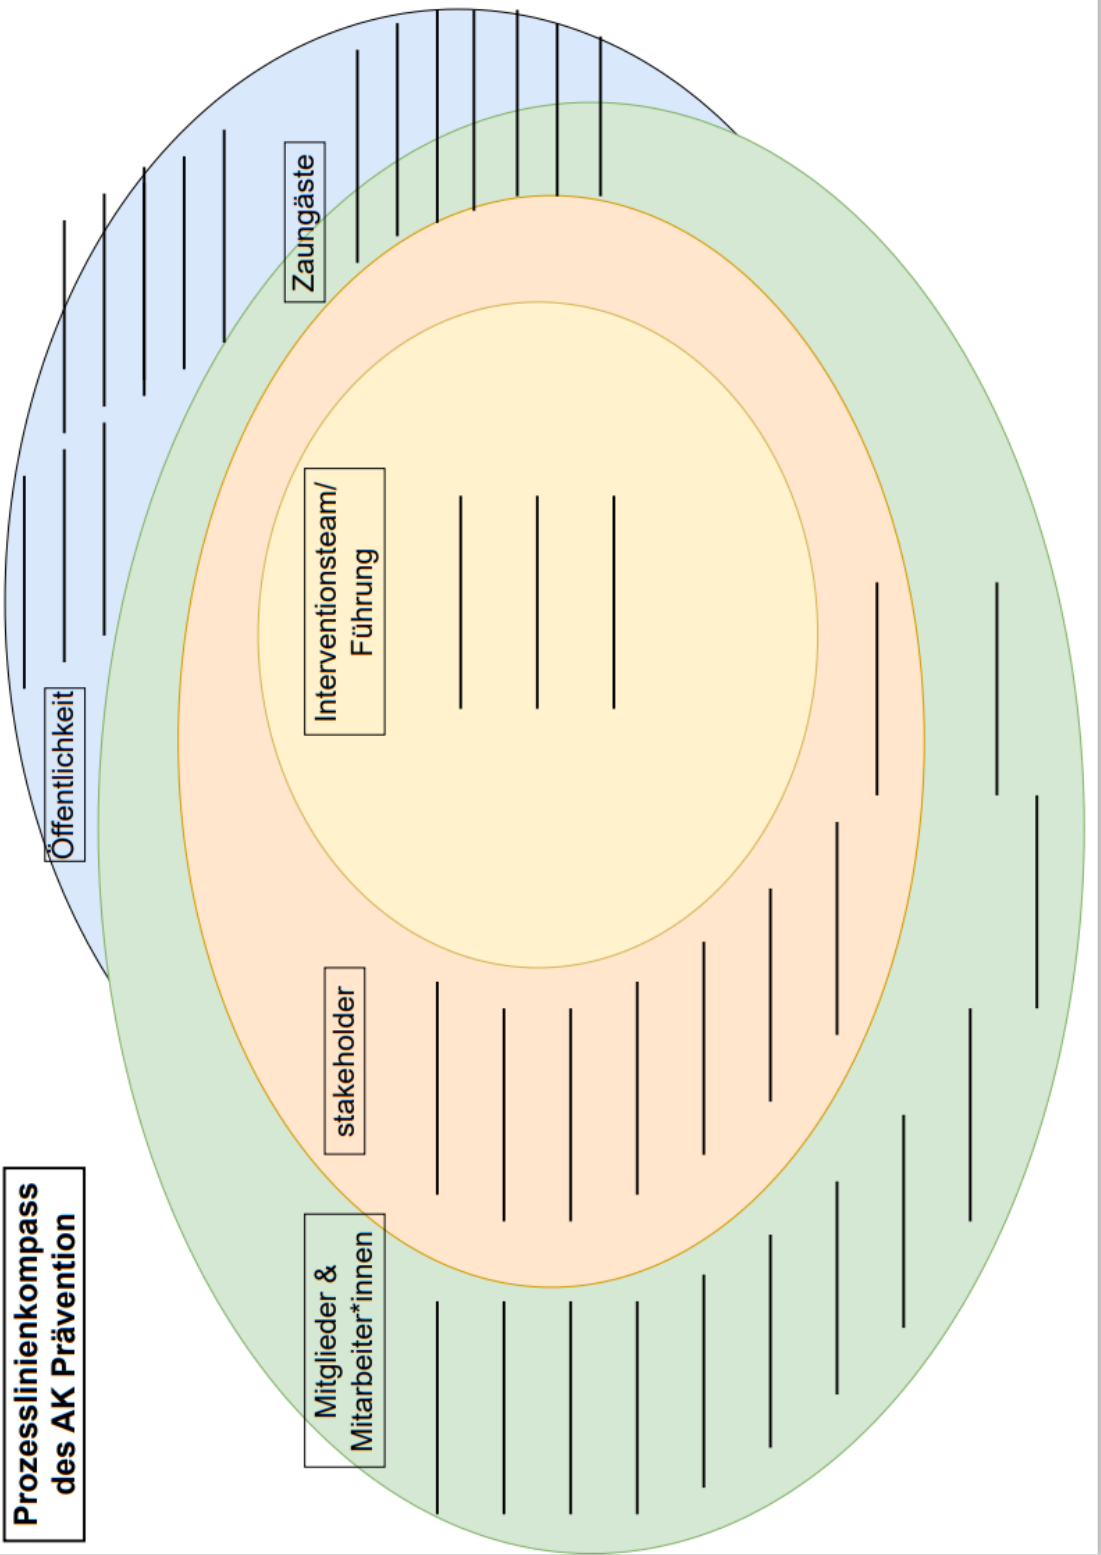 Prozesslinienkompass
des AK Prävention
Mitglieder &
Mitarbeiter*innen
stakeholder
Interventionsteam/
Führung
Öffentlichkeit
Zaungäste